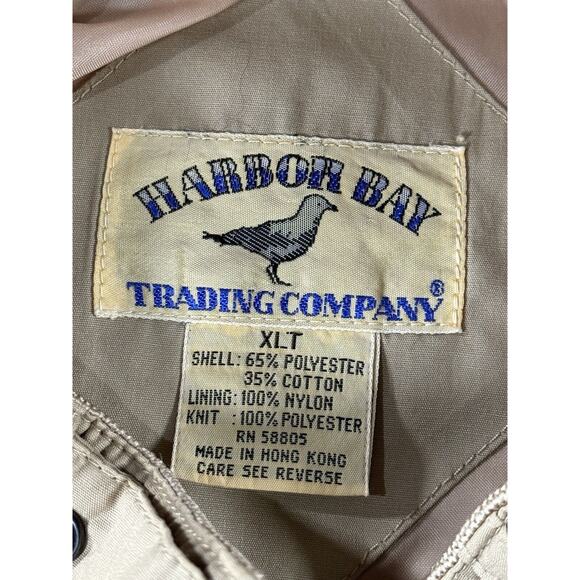 HARBOR BAY
TRADING COMPANY®
XLT
SHELL: 65% POLYESTER
35% COTTON
LINING: 100% NYLON
KNIT : 100% POLYESTER
RN 58805
MADE IN HONG KONG
CARE SEE REVERSE